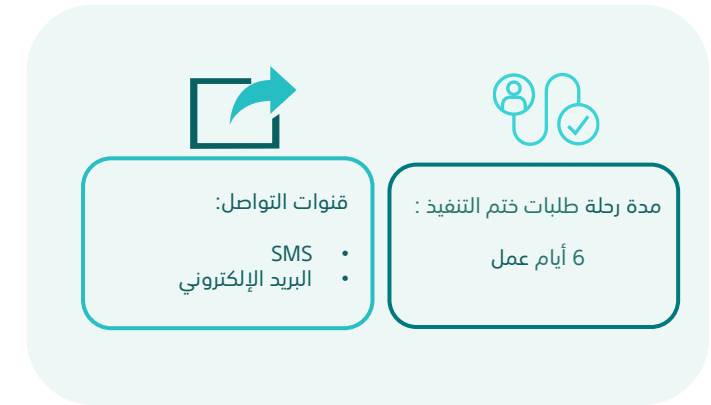 مدة رحلة طلبات ختم التنفيذ :
6 أيام عمل
قنوات التواصل:
• SMS
• البريد الإلكتروني